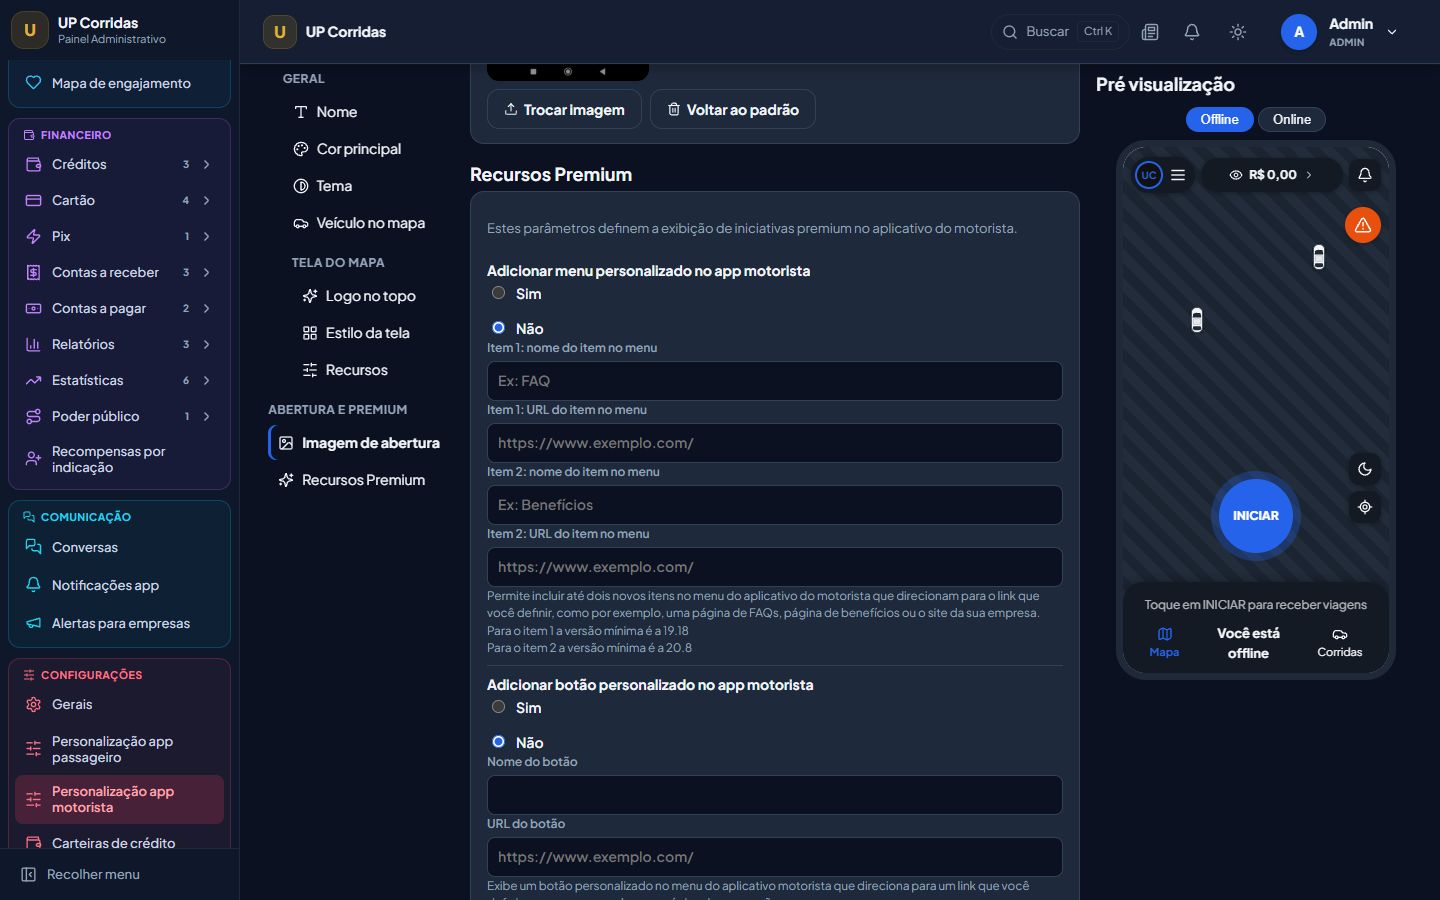 U
UP Corridas
Painel Administrativo
Mapa de engajamento
FINANCEIRO
Créditos 3
Cartão 4
Pix 1
Contas a receber 3
Contas a pagar 2
Relatórios 3
Estatísticas 6
Poder público 1
Recompensas por
indicação
COMUNICAÇÃO
Conversas
Notificações app
Alertas para empresas
CONFIGURAÇÕES
Gerais
Personalização app
passageiro
Personalização app
motorista
Carteiras de crédito
Recolher menu
U
UP Corridas
Buscar
Ctrl K
A
Admin
ADMIN
GERAL
Nome
Cor principal
Tema
Veículo no mapa
TELA DO MAPA
Logo no topo
Estilo da tela
Recursos
ABERTURA E PREMIUM
Imagem de abertura
Recursos Premium
Trocar imagem
Voltar ao padrão
Recursos Premium
Estes parâmetros definem a exibição de iniciativas premium no aplicativo do motorista.
Adicionar menu personalizado no app motorista
Sim
Não
Item 1: nome do item no menu
Ex: FAQ
Item 1: URL do item no menu
https://www.exemplo.com/
Item 2: nome do item no menu
Ex: Benefícios
Item 2: URL do item no menu
https://www.exemplo.com/
Permite incluir até dois novos itens no menu do aplicativo do motorista que direcionam para o link que
você definir, como por exemplo, uma página de FAQs, página de benefícios ou o site da sua empresa.
Para o item 1 a versão mínima é a 19.18
Para o item 2 a versão mínima é a 20.8
Adicionar botão personalizado no app motorista
Sim
Não
Nome do botão
URL do botão
https://www.exemplo.com/
Exibe um botão personalizado no menu do aplicativo motorista que direciona para um link que você
Pré visualização
Offline
Online
UC
R$ 0,00
INICIAR
Toque em INICIAR para receber viagens
Mapa
Você está
offline
Corridas